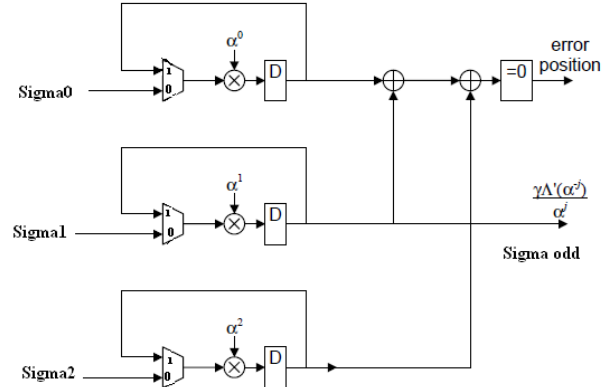 α⁰
1
0
D
=0
error
position
Sigma0
α¹
1
0
D
γΛ'(α⁻ʲ)
αʲ
Sigma1
Sigma odd
α²
1
0
D
Sigma2